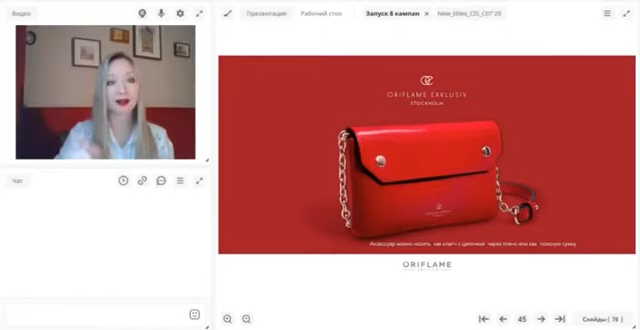 Видео
Презентация
Рабочий стол
Запуск 8 кампан
New_titles_CIS_C07'20
ORIFLAME EXKLUSIV
STOCKHOLM
Чат
Аксессуар можно носить как клатч с цепочкой через плечо или как поясную сумку
ORIFLAME
45
Слайды ( 78 )